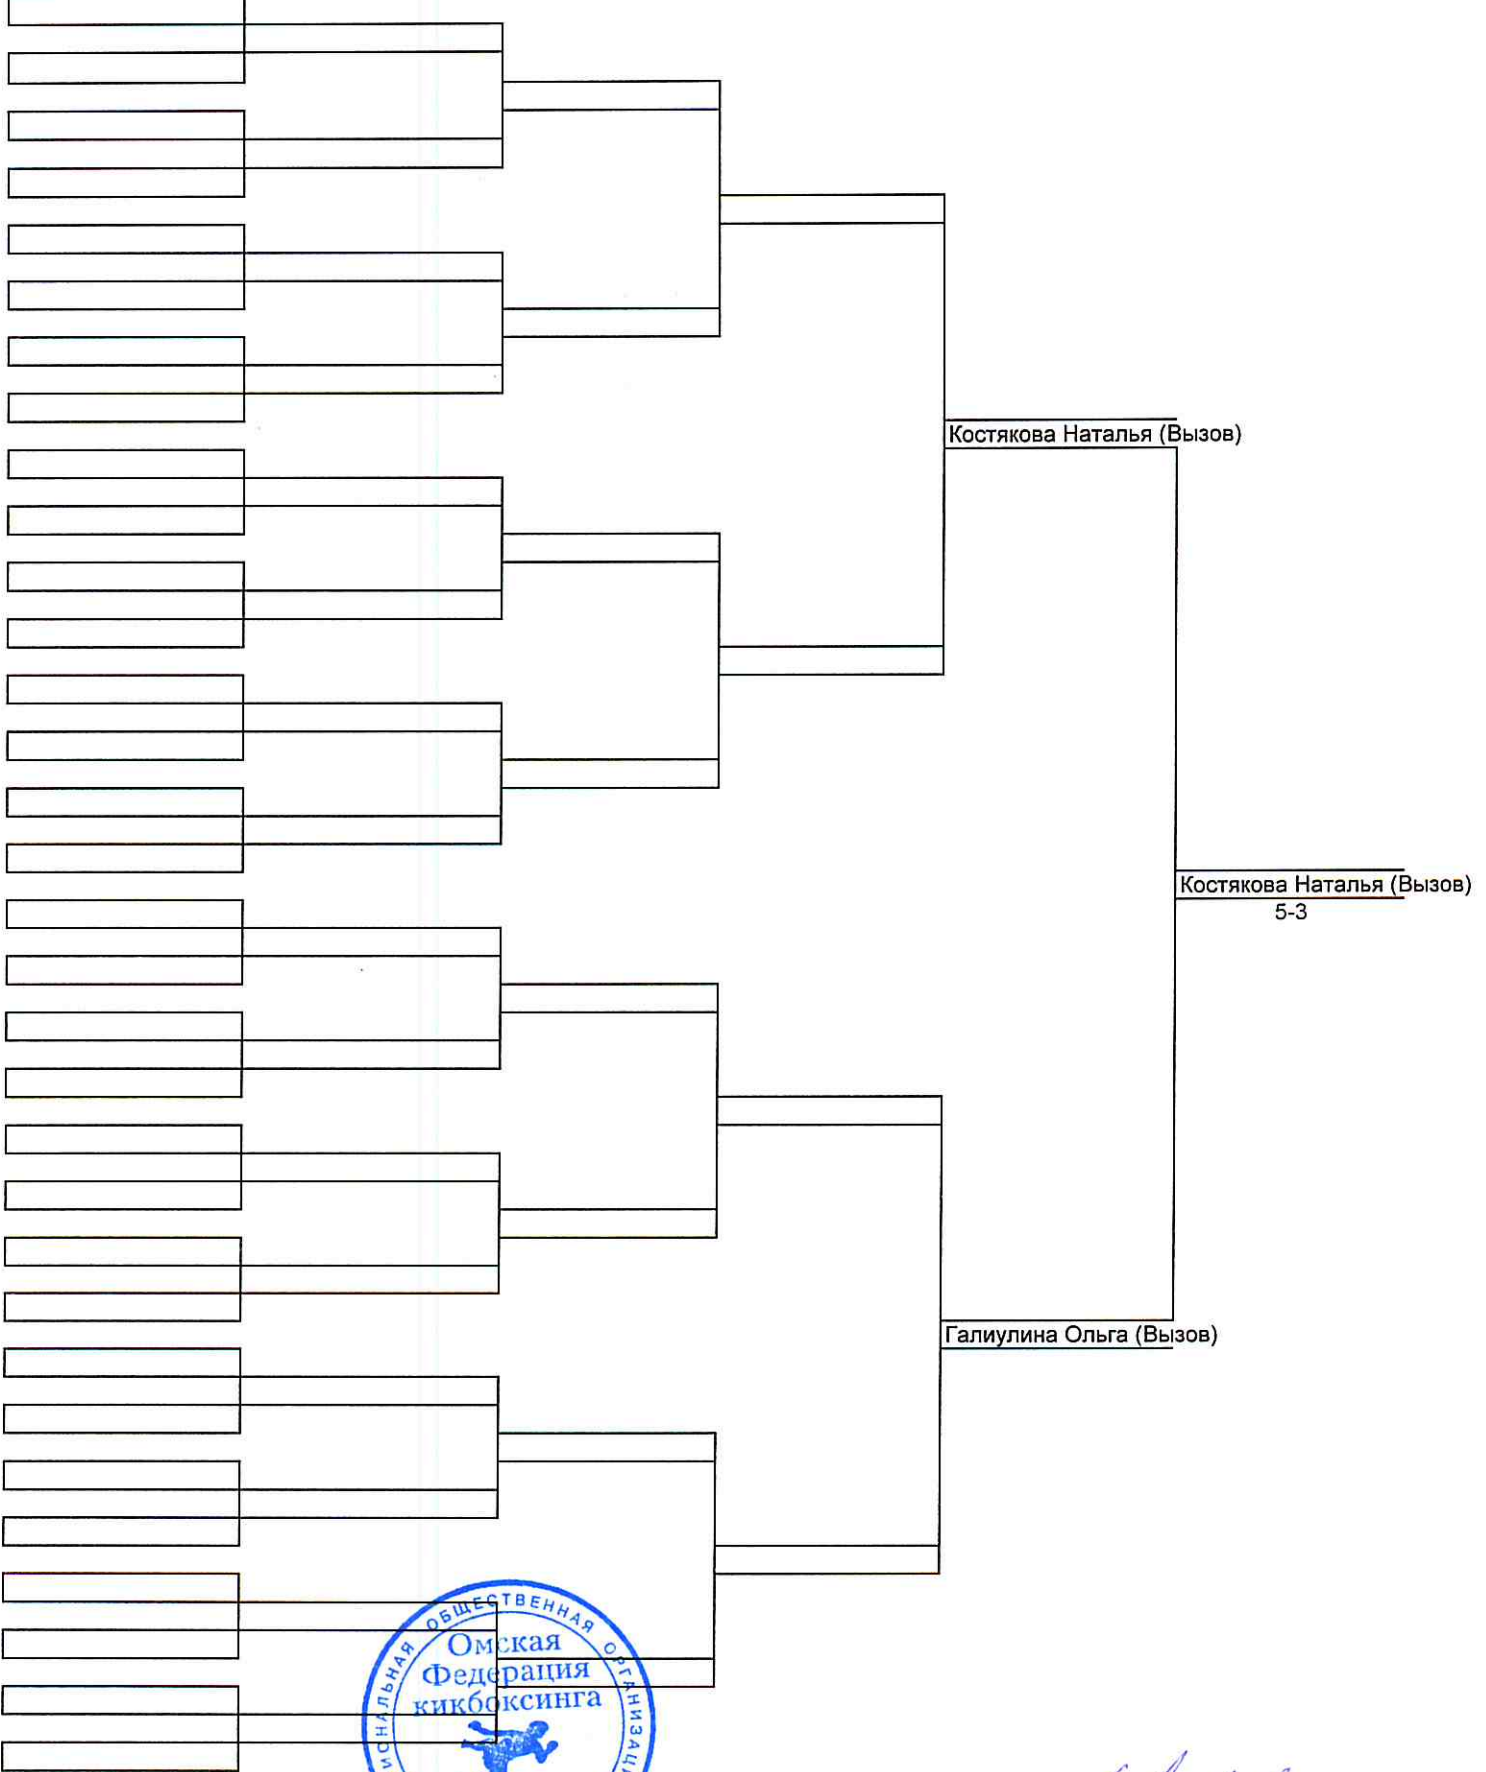 Костякова Наталья (Вызов)
Костякова Наталья (Вызов)
5-3
Галиулина Ольга (Вызов)
ОБЩЕСТВЕННАЯ
Омская
Федерация
кикбоксинга